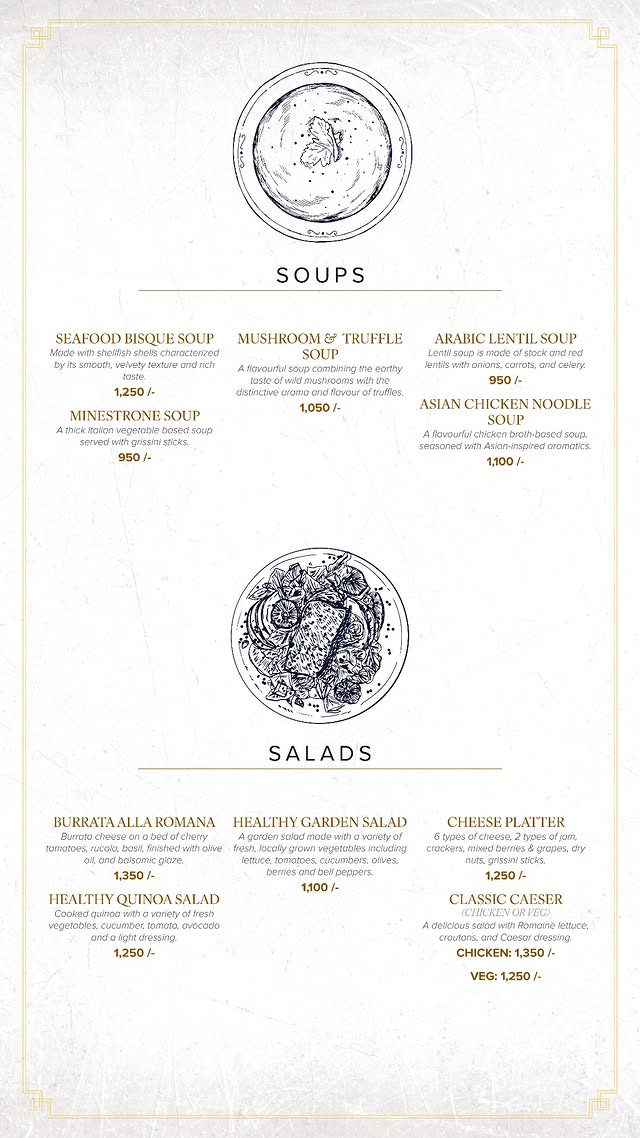 SOUPS
SEAFOOD BISQUE SOUP
Made with shellfish shells characterized
by its smooth, velvety texture and rich
taste.
1,250 /-
MINESTRONE SOUP
A thick Italian vegetable based soup
served with grissini sticks.
950 /-
MUSHROOM & TRUFFLE
SOUP
A flavourful soup combining the earthy
taste of wild mushrooms with the
distinctive aroma and flavour of truffles.
1,050 /-
ARABIC LENTIL SOUP
Lentil soup is made of stock and red
lentils with onions, carrots, and celery.
950 /-
ASIAN CHICKEN NOODLE
SOUP
A flavourful chicken broth-based soup,
seasoned with Asian-inspired aromatics.
1,100 /-
SALADS
BURRATA ALLA ROMANA
Burrata cheese on a bed of cherry
tomatoes, rucola, basil, finished with olive
oil, and balsamic glaze.
1,350 /-
HEALTHY QUINOA SALAD
Cooked quinoa with a variety of fresh
vegetables, cucumber, tomato, avocado
and a light dressing.
1,250 /-
HEALTHY GARDEN SALAD
A garden salad made with a variety of
fresh, locally grown vegetables including
lettuce, tomatoes, cucumbers, olives,
berries and bell peppers.
1,100 /-
CHEESE PLATTER
6 types of cheese, 2 types of jam,
crackers, mixed berries & grapes, dry
nuts, grissini sticks.
1,250 /-
CLASSIC CAESER
(CHICKEN OR VEG)
A delicious salad with Romaine lettuce,
croutons, and Caesar dressing.
CHICKEN: 1,350 /-
VEG: 1,250 /-